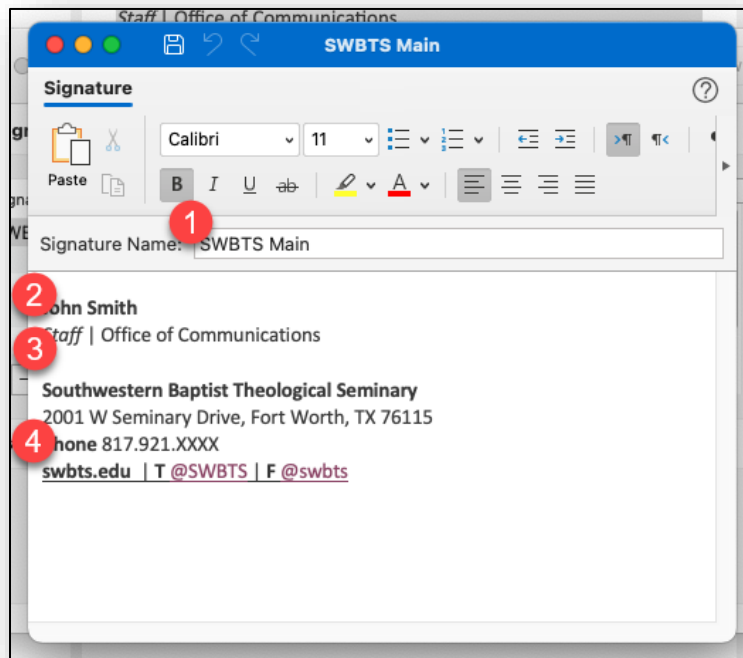 Staff | Office of Communications
SWBTS Main
Signature
Calibri 11
Paste B I U ab A
1
Signature Name: SWBTS Main
2
John Smith
Staff | Office of Communications
3
Southwestern Baptist Theological Seminary
2001 W Seminary Drive, Fort Worth, TX 76115
4
Phone 817.921.XXXX
swbts.edu | T @SWBTS | F @swbts